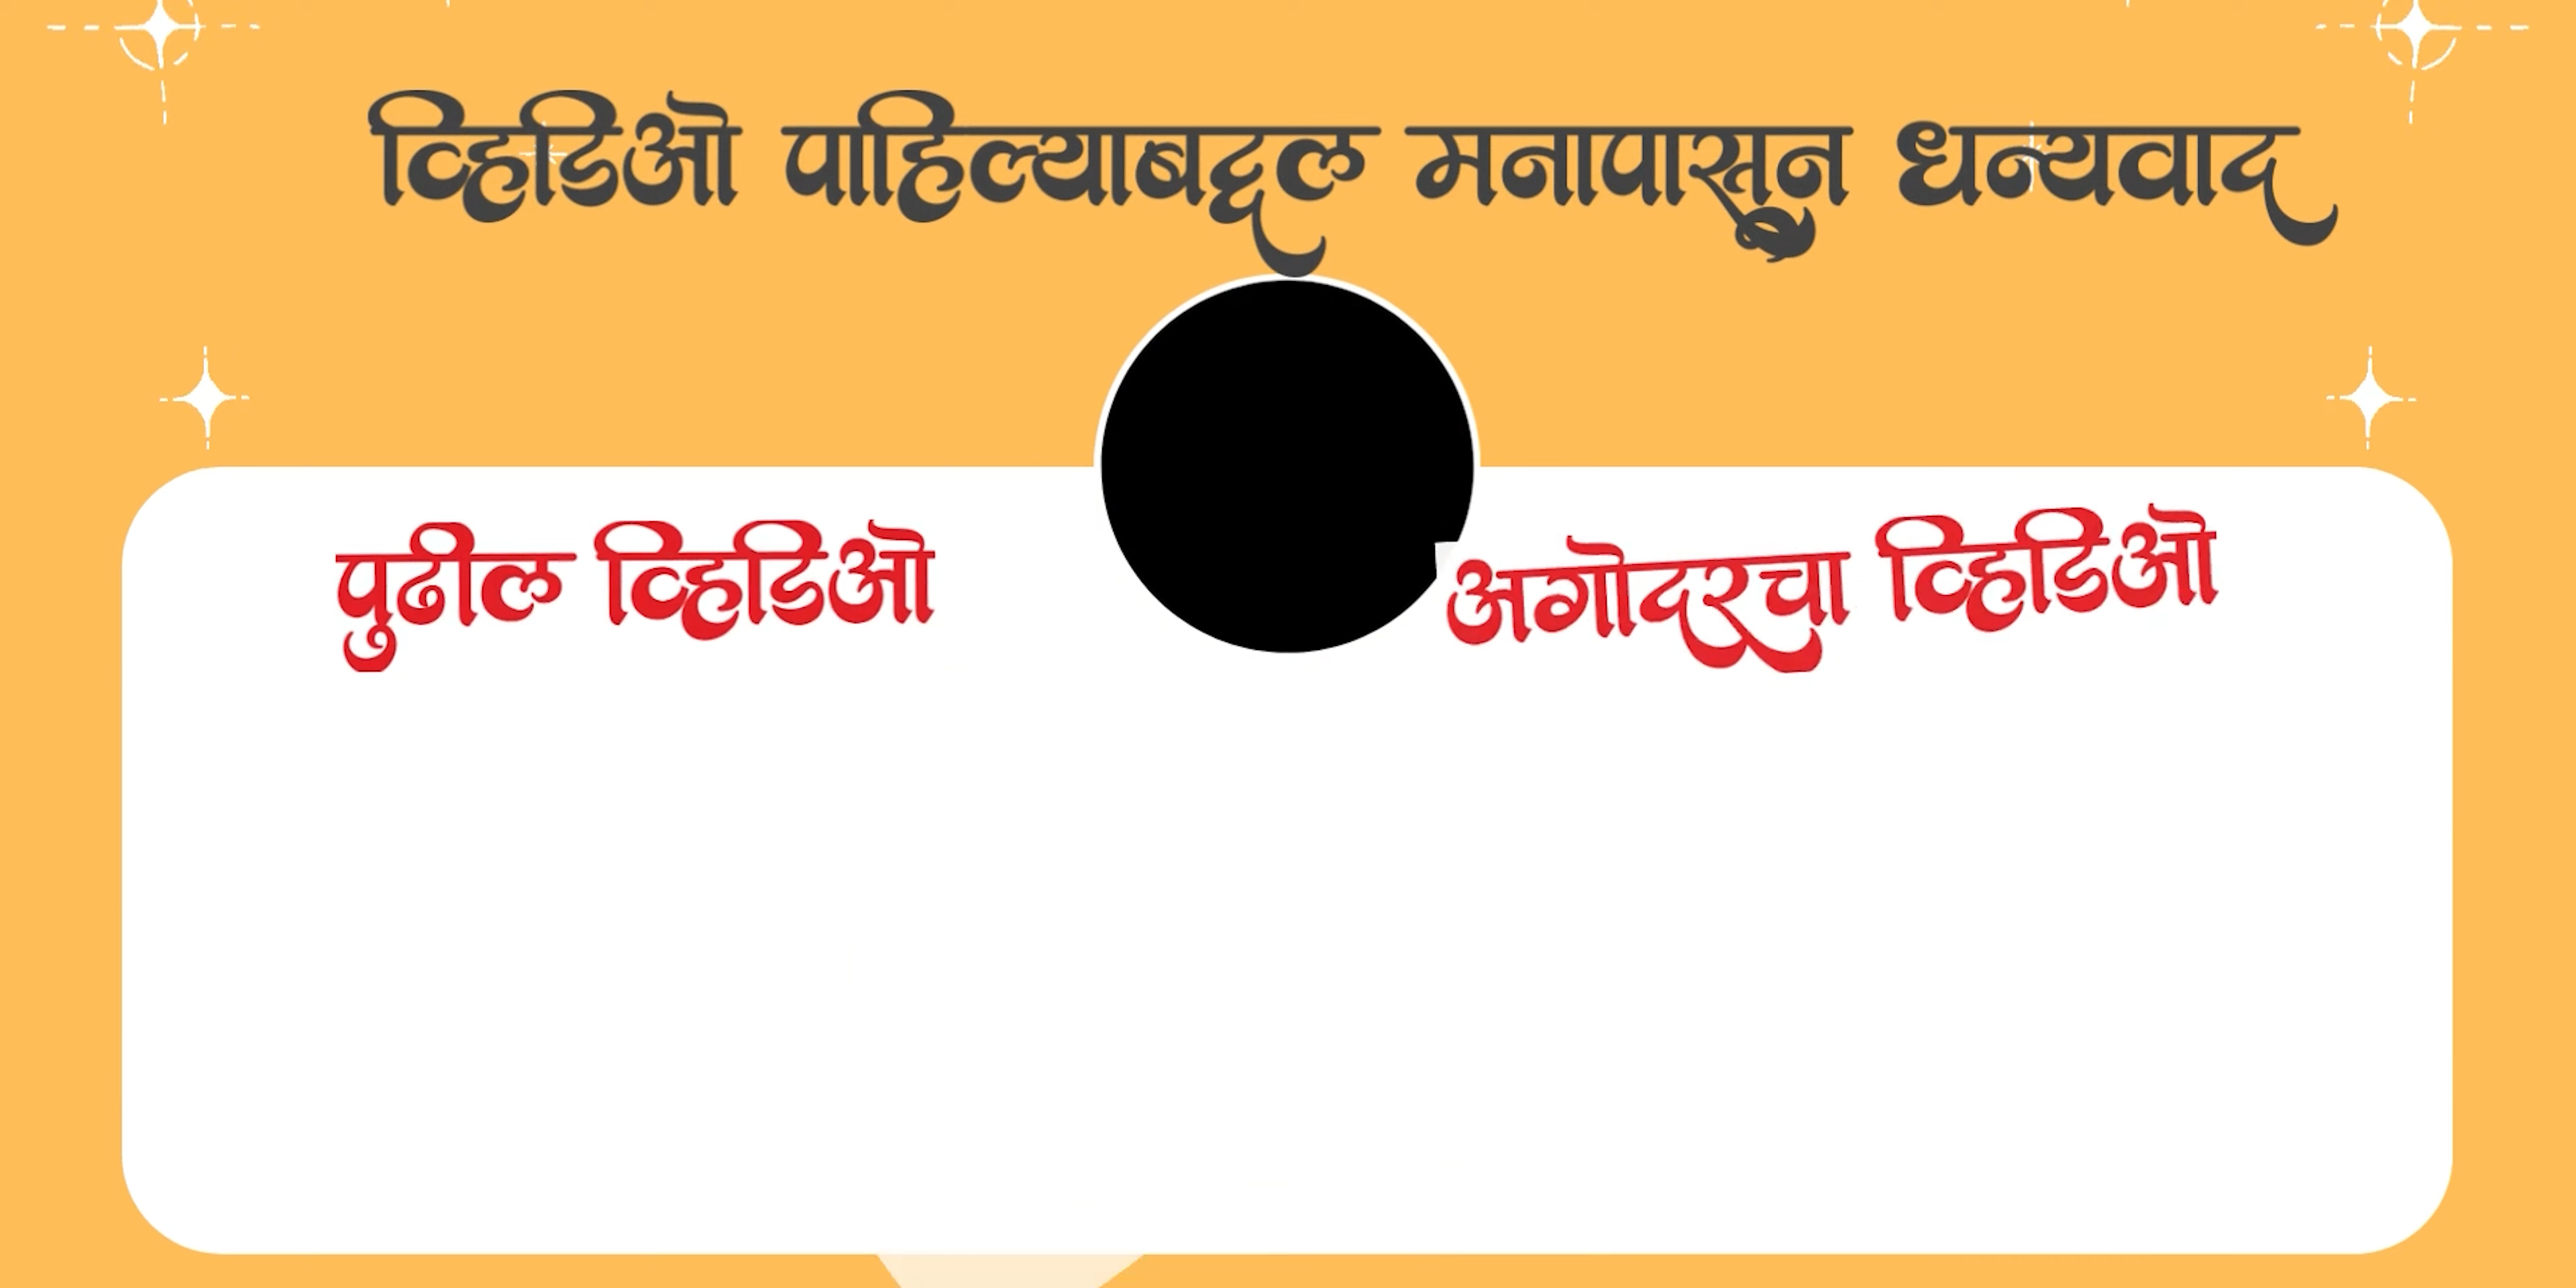 व्हिडिओ पाहिल्याबद्दल मनापासुन धन्यवाद
पुढील व्हिडिओ
अगोदरचा व्हिडिओ